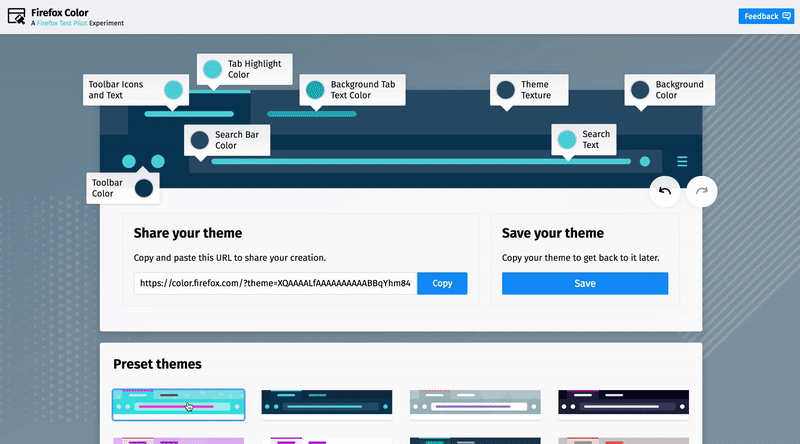 Firefox Color
A Firefox Test Pilot Experiment
Feedback
Tab Highlight
Color
Toolbar Icons
and Text
Background Tab
Text Color
Theme
Texture
Background
Color
Search Bar
Color
Search
Text
Toolbar
Color
Share your theme
Copy and paste this URL to share your creation.
https://color.firefox.com/?theme=XQAAAALfAAAAAAAAAABBqYhm84
Copy
Save your theme
Copy your theme to get back to it later.
Save
Preset themes